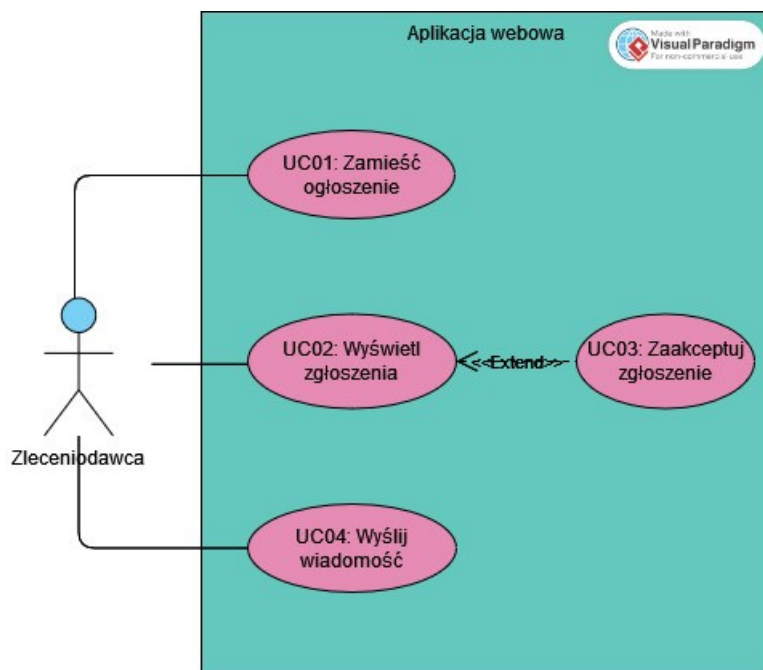 Aplikacja webowa
Made with
Visual Paradigm
For non-commercial use
UC01: Zamieść
ogłoszenie
UC02: Wyświetl
zgłoszenia
<<Extend>>
UC03: Zaakceptuj
zgłoszenie
Zleceniodawca
UC04: Wyślij
wiadomość